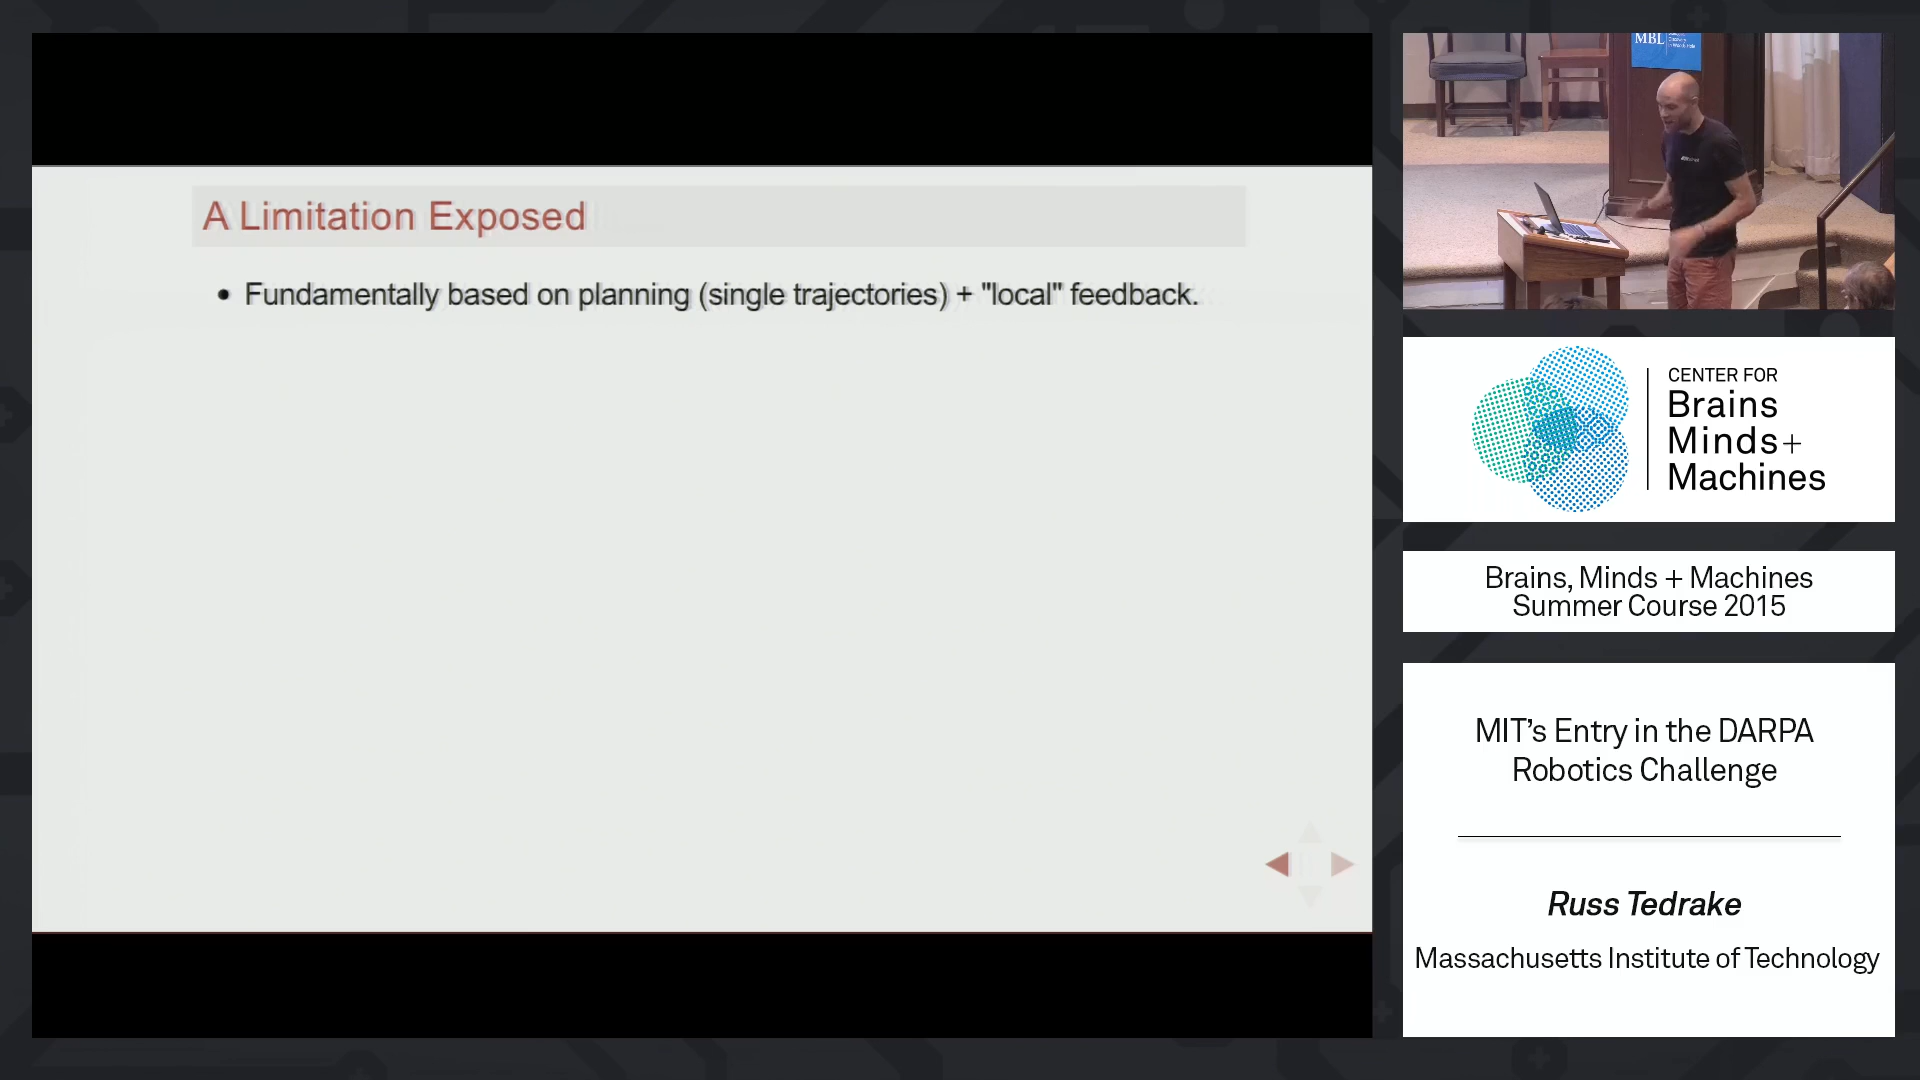 A Limitation Exposed
• Fundamentally based on planning (single trajectories) + "local" feedback.
MBL
CENTER FOR
Brains
Minds+
Machines
Brains, Minds + Machines
Summer Course 2015
MIT’s Entry in the DARPA
Robotics Challenge
Russ Tedrake
Massachusetts Institute of Technology